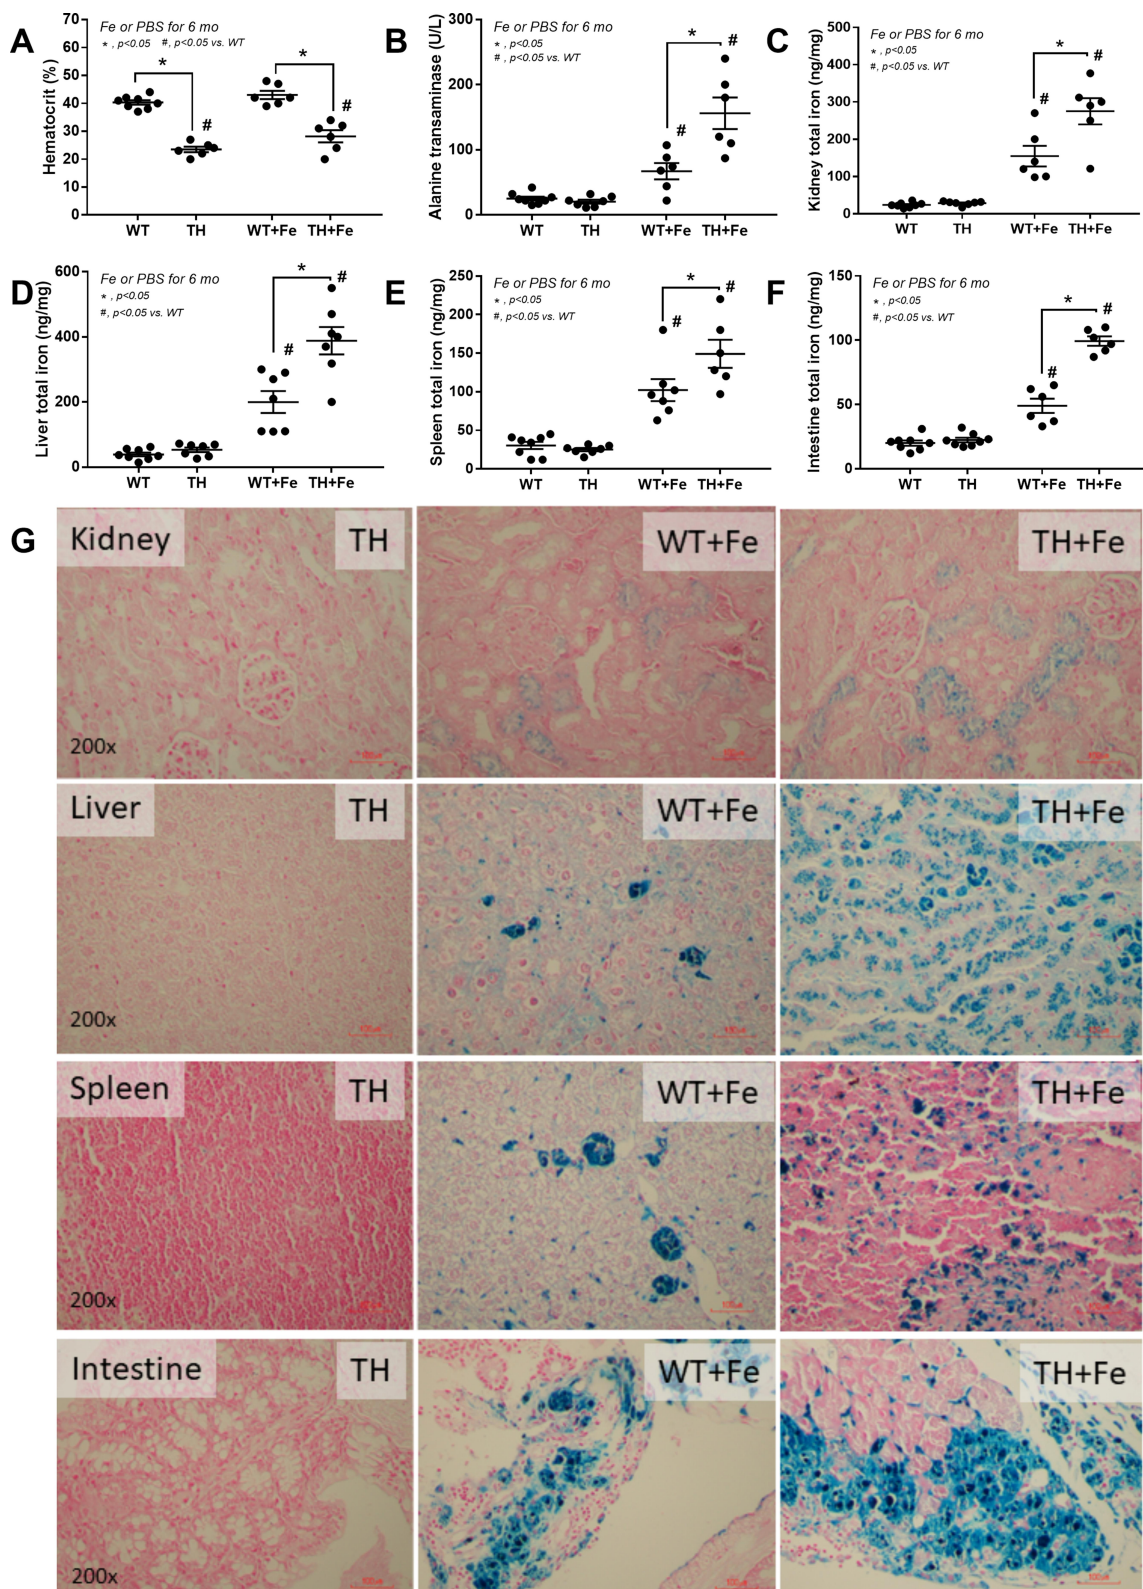 A
Hematocrit (%)
70
60
50
40
30
20
10
0
Fe or PBS for 6 mo
*, p<0.05 #, p<0.05 vs. WT
*
*
#
#
WT TH WT+Fe TH+Fe
B
Alanine transaminase (U/L)
300
200
100
0
Fe or PBS for 6 mo
*, p<0.05
#, p<0.05 vs. WT
*
#
#
WT TH WT+Fe TH+Fe
C
Kidney total iron (ng/mg)
500
400
300
200
100
0
Fe or PBS for 6 mo
*, p<0.05
#, p<0.05 vs. WT
*
#
#
WT TH WT+Fe TH+Fe
D
Liver total iron (ng/mg)
600
400
200
0
Fe or PBS for 6 mo
*, p<0.05
#, p<0.05 vs. WT
*
#
#
WT TH WT+Fe TH+Fe
E
Spleen total iron (ng/mg)
250
200
150
100
50
0
Fe or PBS for 6 mo
*, p<0.05
#, p<0.05 vs. WT
*
#
#
WT TH WT+Fe TH+Fe
F
Intestine total iron (ng/mg)
150
100
50
0
Fe or PBS for 6 mo
*, p<0.05
#, p<0.05 vs. WT
*
#
#
WT TH WT+Fe TH+Fe
G
Kidney TH WT+Fe TH+Fe
200x
Liver TH WT+Fe TH+Fe
200x
Spleen TH WT+Fe TH+Fe
200x
Intestine TH WT+Fe TH+Fe
200x